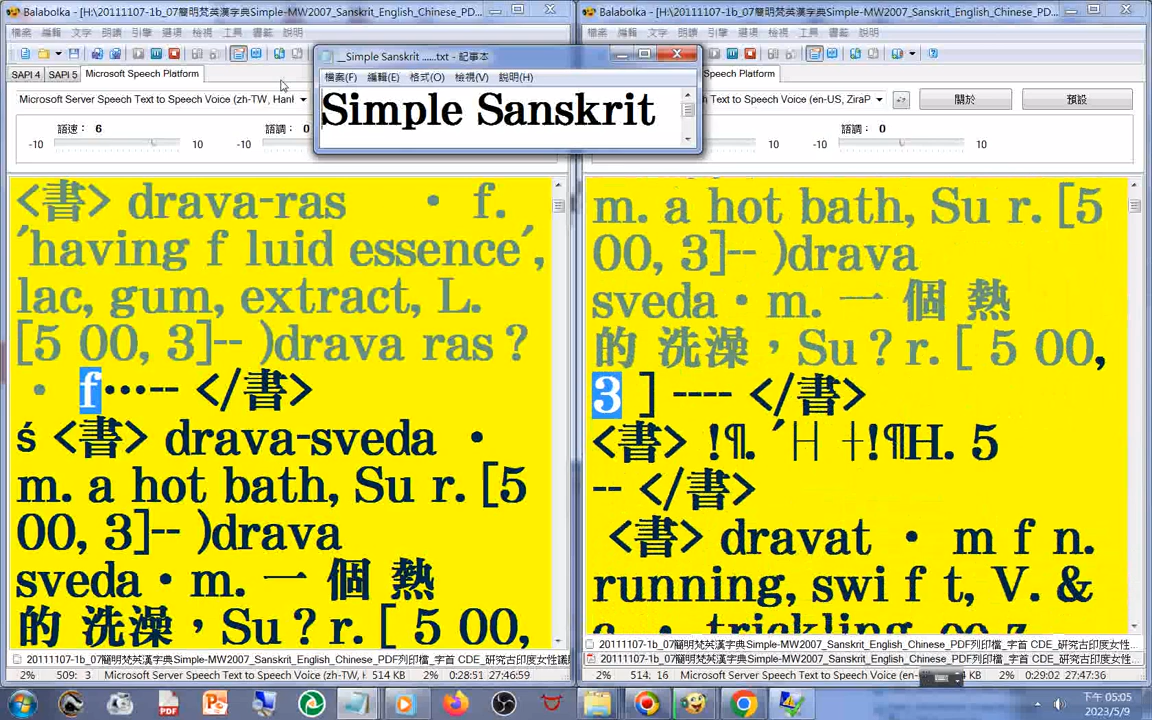 Balabolka - [H:\20111107-1b_07簡明梵英漢字典Simple-MW2007_Sanskrit_English_Chinese_PD...
檔案 編輯 文字 朗讀 引擎 選項 檢視 工具 書籤 說明
SAPI 4 SAPI 5 Microsoft Speech Platform
Microsoft Server Speech Text to Speech Voice (zh-TW, HanH
語速: 6 語調: 0
-10 10 -10
<書> drava-ras • f.
´having f luid essence´,
lac, gum, extract, L.
[5 00, 3]-- )drava ras ?
• f…-- </書>
ś <書> drava-sveda •
m. a hot bath, Su r. [5
00, 3]-- )drava
sveda • m. 一 個 熱
的 洗澡，Su ? r. [ 5 00,
20111107-1b_07簡明梵英漢字典Simple-MW2007_Sanskrit_English_Chinese_PDF列印檔_字首 CDE_研究古印度女性議
2% 509: 3 Microsoft Server Speech Text to Speech Voice (zh-TW, H 514 KB 2% 0:28:51 27:46:59
__Simple Sanskrit ......txt - 記事本
檔案(F) 編輯(E) 格式(O) 檢視(V) 說明(H)
Simple Sanskrit
Balabolka - [H:\20111107-1b_07簡明梵英漢字典Simple-MW2007_Sanskrit_English_Chinese_PD...
Speech Platform
h Text to Speech Voice (en-US, ZiraP 關於 預設
語調: 0
10 -10 10
m. a hot bath, Su r. [5
00, 3]-- )drava
sveda • m. 一 個 熱
的 洗澡，Su ? r. [ 5 00,
3 ] ---- </書>
<書> !¶. ´H †!¶H. 5
-- </書>
<書> dravat • m f n.
running, swi f t, V. &
20111107-1b_07簡明梵英漢字典Simple-MW2007_Sanskrit_English_Chinese_PDF列印檔_字首 CDE_研究古印度女性
20111107-1b_07簡明梵英漢字典Simple-MW2007_Sanskrit_English_Chinese_PDF列印檔_字首 CDE_研究古印度女性...
2% 514, 16 Microsoft Server Speech Text to Speech Voice 2% 0:29:02 27:47:36
下午 05:05
2023/5/9